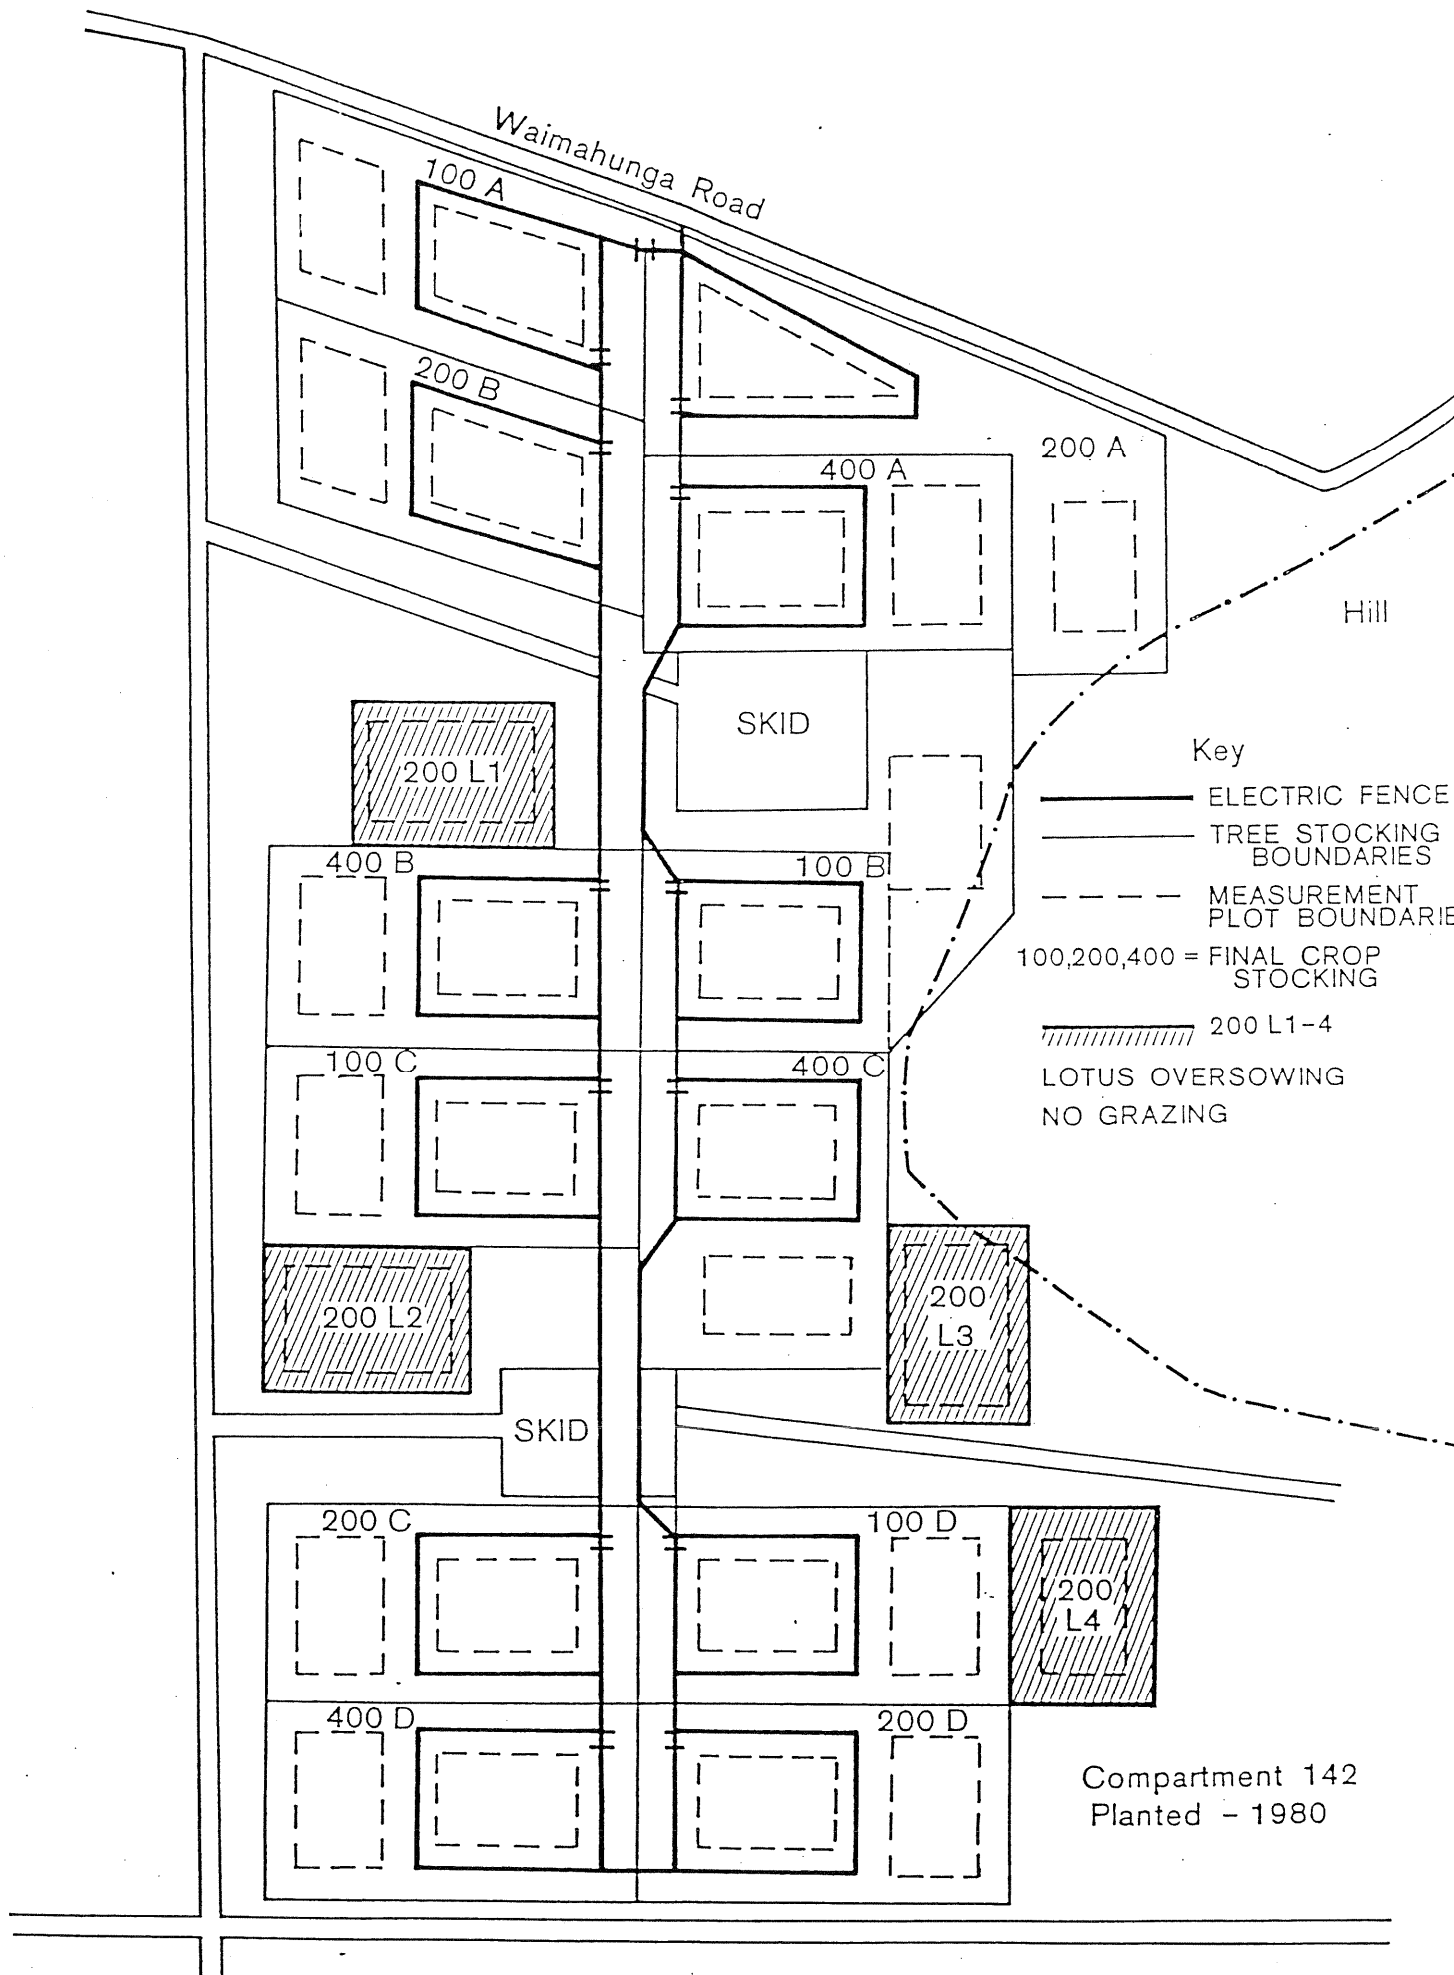 Waimahunga Road
100 A
200 B
200 A
400 A
Hill
SKID
200 L1
Key
ELECTRIC FENCE
TREE STOCKING
BOUNDARIES
400 B
100 B
MEASUREMENT
PLOT BOUNDARIE
100,200,400 = FINAL CROP
STOCKING
200 L1-4
100 C
400 C
LOTUS OVERSOWING
NO GRAZING
200 L2
200
L3
SKID
200 C
100 D
200
L4
400 D
200 D
Compartment 142
Planted - 1980